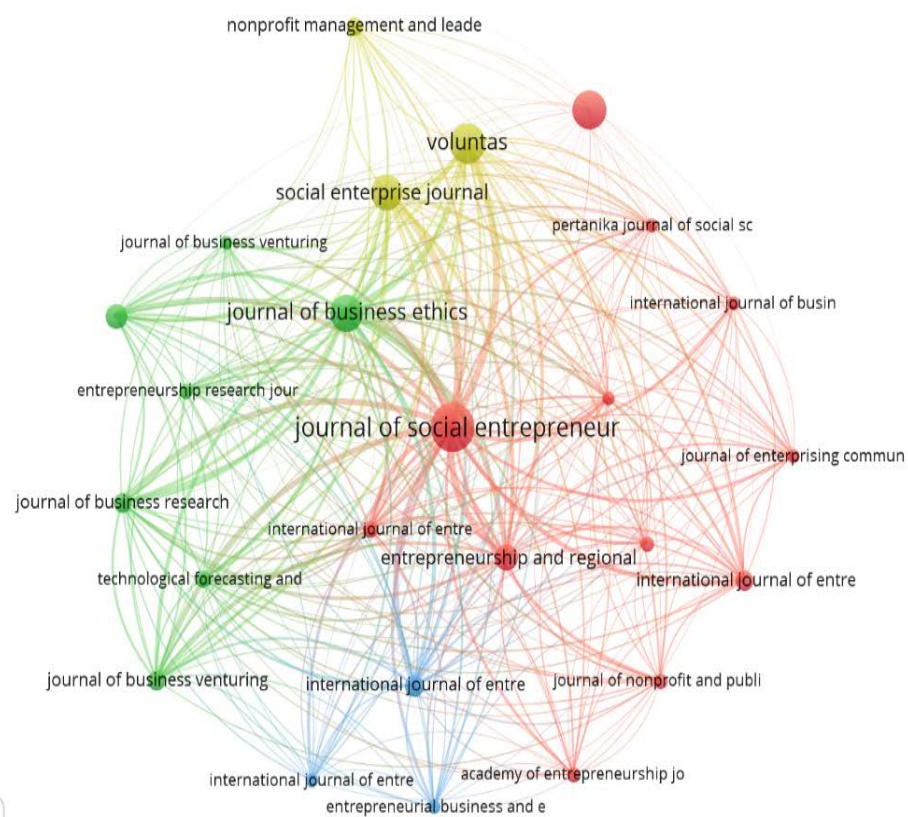 nonprofit management and leade
voluntas
social enterprise journal
pertanika journal of social sc
journal of business venturing
international journal of busin
journal of business ethics
entrepreneurship research jour
journal of social entrepreneur
journal of enterprising commun
journal of business research
international journal of entre
entrepreneurship and regional
technological forecasting and
international journal of entre
journal of business venturing
international journal of entre
journal of nonprofit and publi
international journal of entre
academy of entrepreneurship jo
entrepreneurial business and e